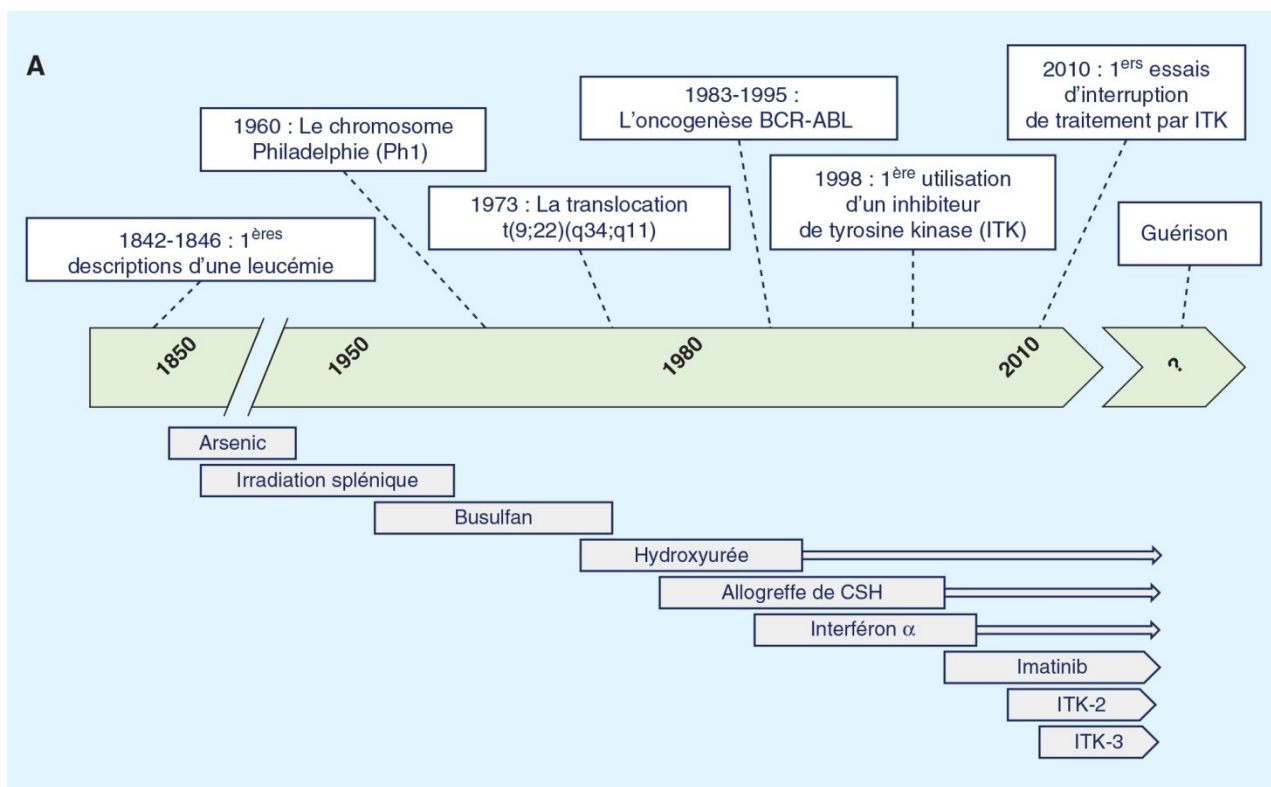 A
1842-1846 : 1ères
descriptions d'une leucémie
1960 : Le chromosome
Philadelphie (Ph1)
1973 : La translocation
t(9;22)(q34;q11)
1983-1995 :
L'oncogenèse BCR-ABL
1998 : 1ère utilisation
d'un inhibiteur
de tyrosine kinase (ITK)
2010 : 1ers essais
d'interruption
de traitement par ITK
Guérison
1850
1950
1980
2010
?
Arsenic
Irradiation splénique
Busulfan
Hydroxyurée
Allogreffe de CSH
Interféron α
Imatinib
ITK-2
ITK-3